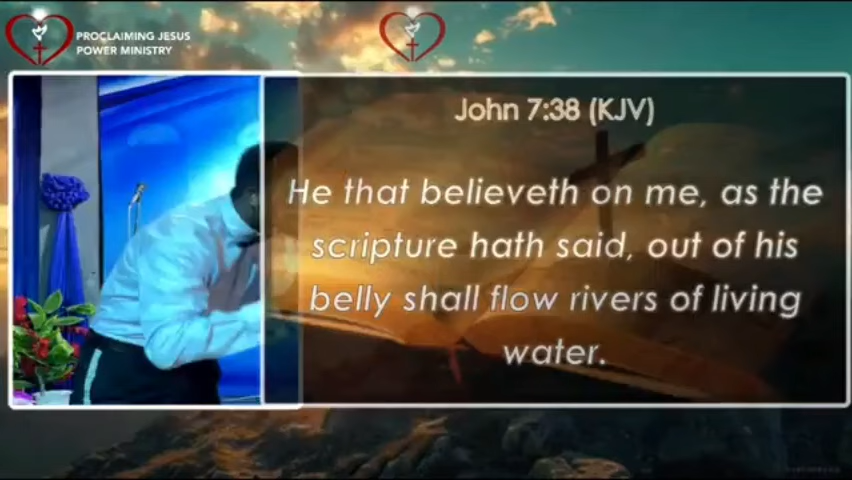 PROCLAIMING JESUS
POWER MINISTRY
John 7:38 (KJV)
He that believeth on me, as the
scripture hath said, out of his
belly shall flow rivers of living
water.